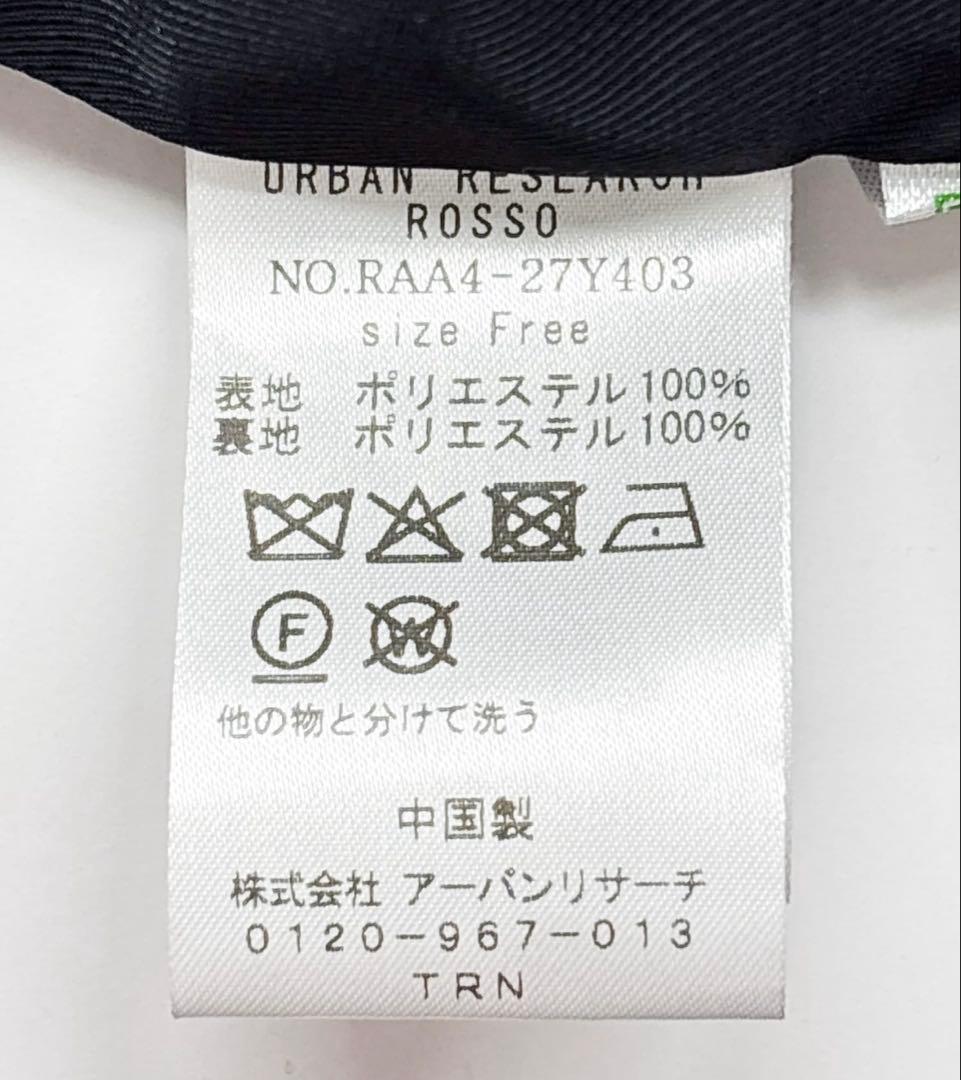 URBAN RESEARCH
ROSSO
NO.RAA4-27Y403
size Free
表地 ポリエステル100%
裏地 ポリエステル100%
F W
他の物と分けて洗う
中国製
株式会社 アーバンリサーチ
0120-967-013
TRN